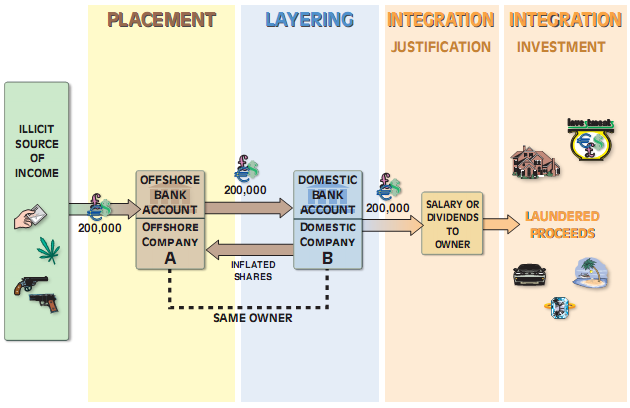 PLACEMENT
LAYERING
INTEGRATION
JUSTIFICATION
INTEGRATION
INVESTMENT
ILLICIT
SOURCE
OF
INCOME
200,000
OFFSHORE
BANK
ACCOUNT
OFFSHORE
COMPANY
A
200,000
INFLATED
SHARES
DOMESTIC
BANK
ACCOUNT
DOMESTIC
COMPANY
B
SAME OWNER
200,000
SALARY OR
DIVIDENDS
TO
OWNER
investments
LAUNDERED
PROCEEDS